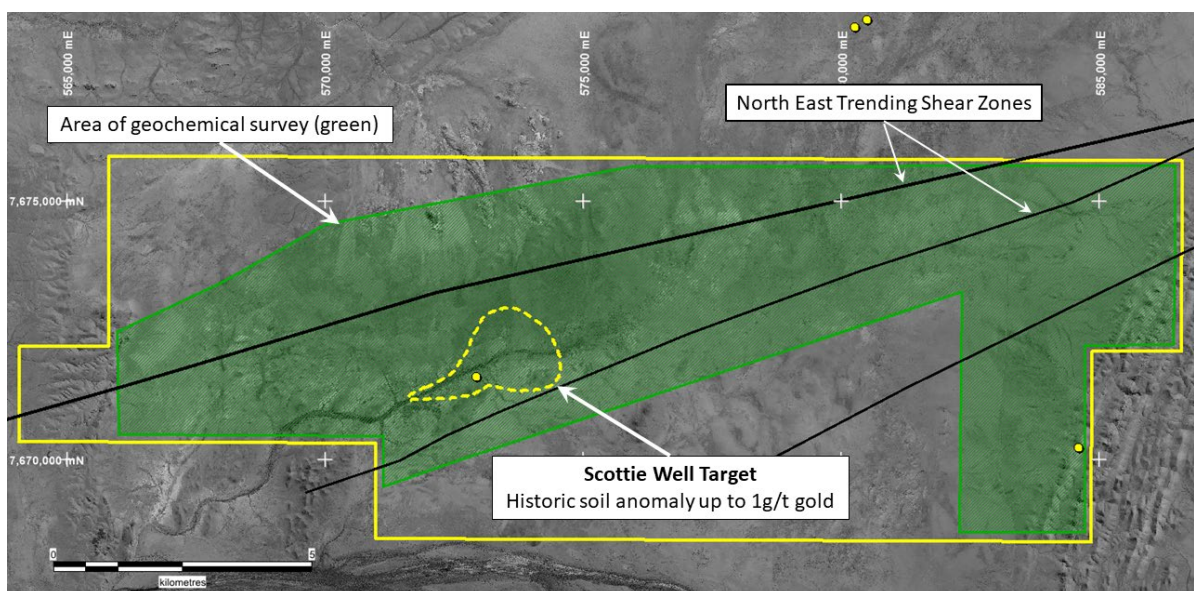 565,000 mE
570,000 mE
575,000 mE
0,000 mE
585,000 mE
Area of geochemical survey (green)
North East Trending Shear Zones
7,675,000 mN
7,670,000 mN
Scottie Well Target
Historic soil anomaly up to 1g/t gold
0
5
kilometres